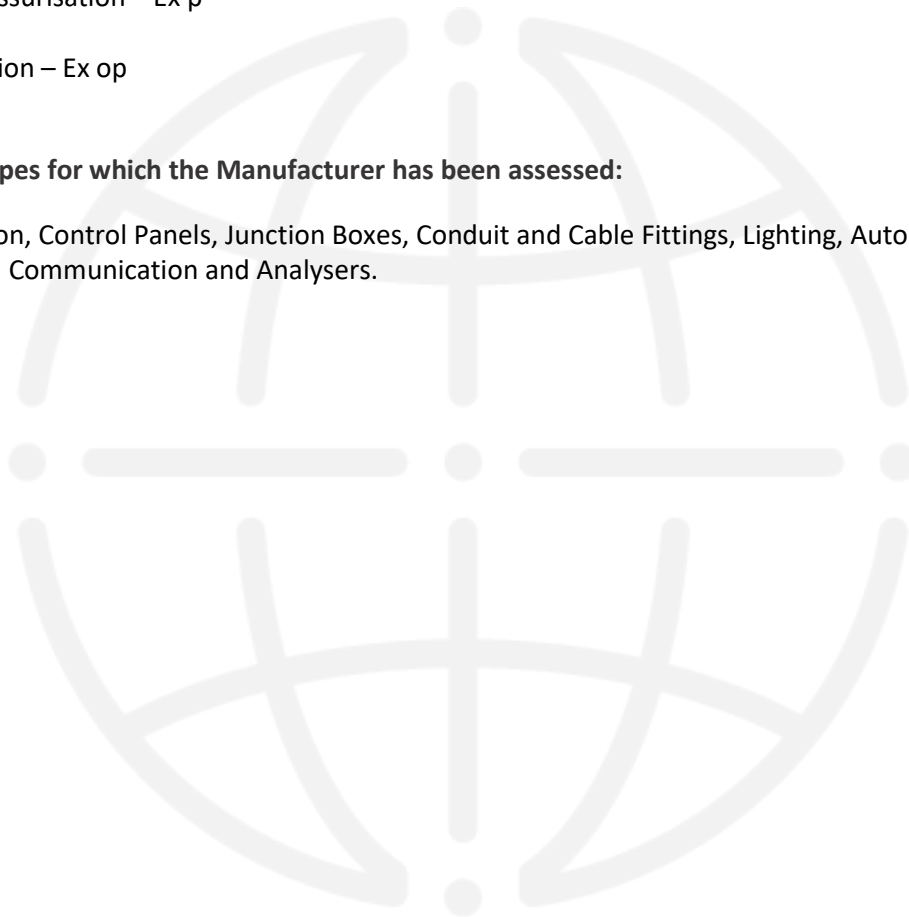 ssurisation – Ex p
ion – Ex op
pes for which the Manufacturer has been assessed:
on, Control Panels, Junction Boxes, Conduit and Cable Fittings, Lighting, Auto
Communication and Analysers.